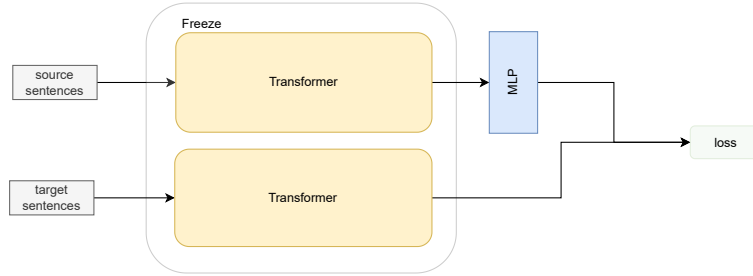 Freeze
source
sentences
Transformer
MLP
loss
target
sentences
Transformer